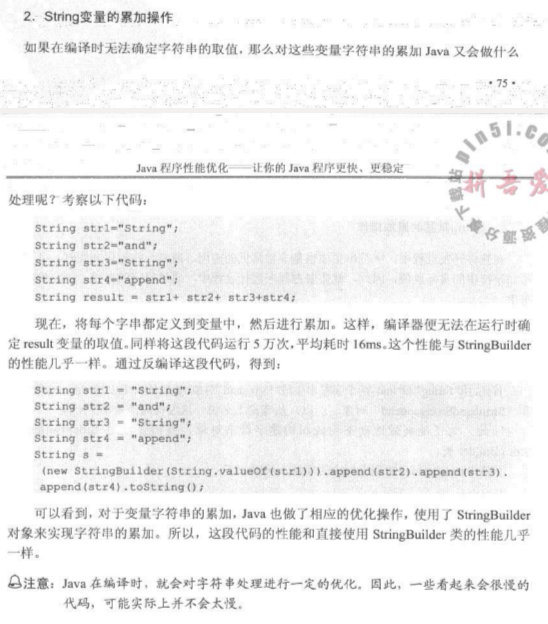 2. String变量的累加操作
如果在编译时无法确定字符串的取值，那么对这些变量字符串的累加 Java 又会做什么
• 75 •
Java 程序性能优化——让你的 Java 程序更快、更稳定
处理呢？考察以下代码：
String str1="String";
String str2="and";
String str3="String";
String str4="append";
String result = str1+ str2+ str3+str4;
现在，将每个字串都定义到变量中，然后进行累加。这样，编译器便无法在运行时确
定 result 变量的取值。同样将这段代码运行 5 万次，平均耗时 16ms。这个性能与 StringBuilder
的性能几乎一样。通过反编译这段代码，得到：
String str1 = "String";
String str2 = "and";
String str3 = "String";
String str4 = "append";
String s =
(new StringBuilder(String.valueOf(str1))).append(str2).append(str3).
append(str4).toString();
可以看到，对于变量字符串的累加，Java 也做了相应的优化操作，使用了 StringBuilder
对象来实现字符串的累加。所以，这段代码的性能和直接使用 StringBuilder 类的性能几乎
一样。
注意：Java 在编译时，就会对字符串处理进行一定的优化。因此，一些看起来会很慢的
代码，可能实际上并不会太慢。